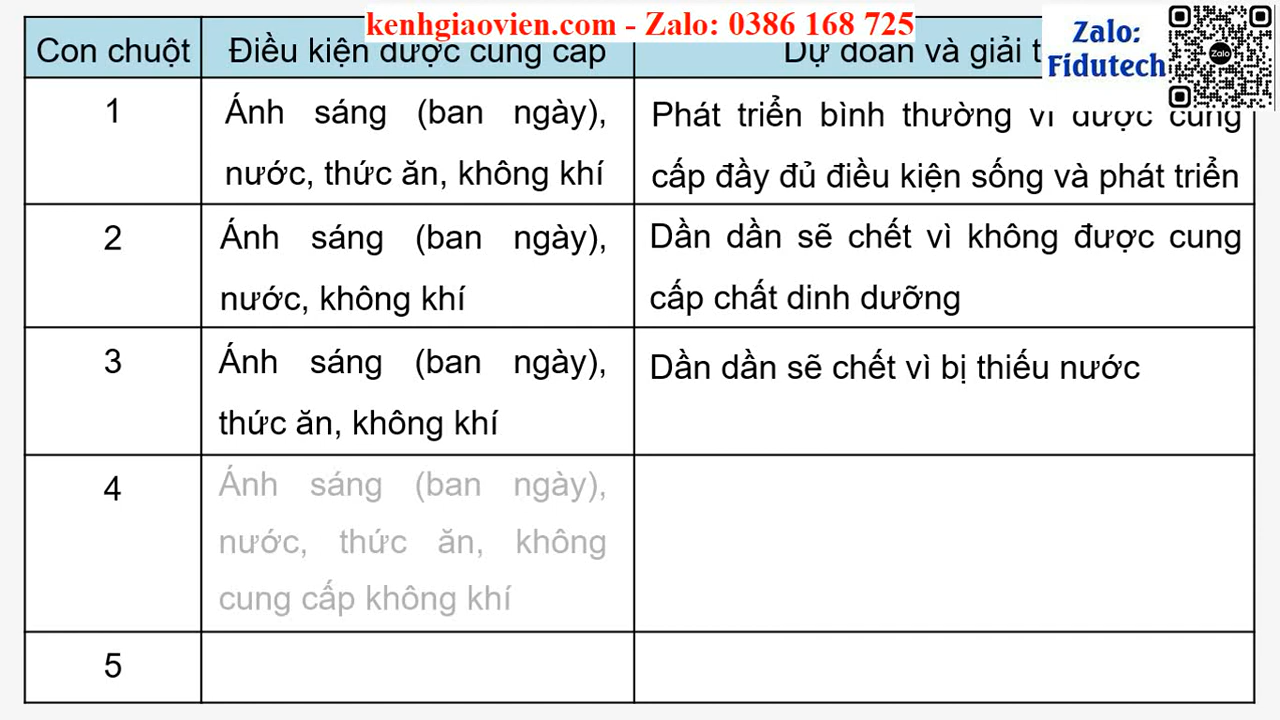 kenhgiaovien.com - Zalo: 0386 168 725
Zalo:
Fidutech
Zalo
Con chuột
Điều kiện được cung cấp
Dự đoán và giải
1
Ánh sáng (ban ngày),
nước, thức ăn, không khí
Phát triển bình thường vì được cung
cấp đầy đủ điều kiện sống và phát triển
2
Ánh sáng (ban ngày),
nước, không khí
Dần dần sẽ chết vì không được cung
cấp chất dinh dưỡng
3
Ánh sáng (ban ngày),
thức ăn, không khí
Dần dần sẽ chết vì bị thiếu nước
4
Ánh sáng (ban ngày),
nước, thức ăn, không
cung cấp không khí
5